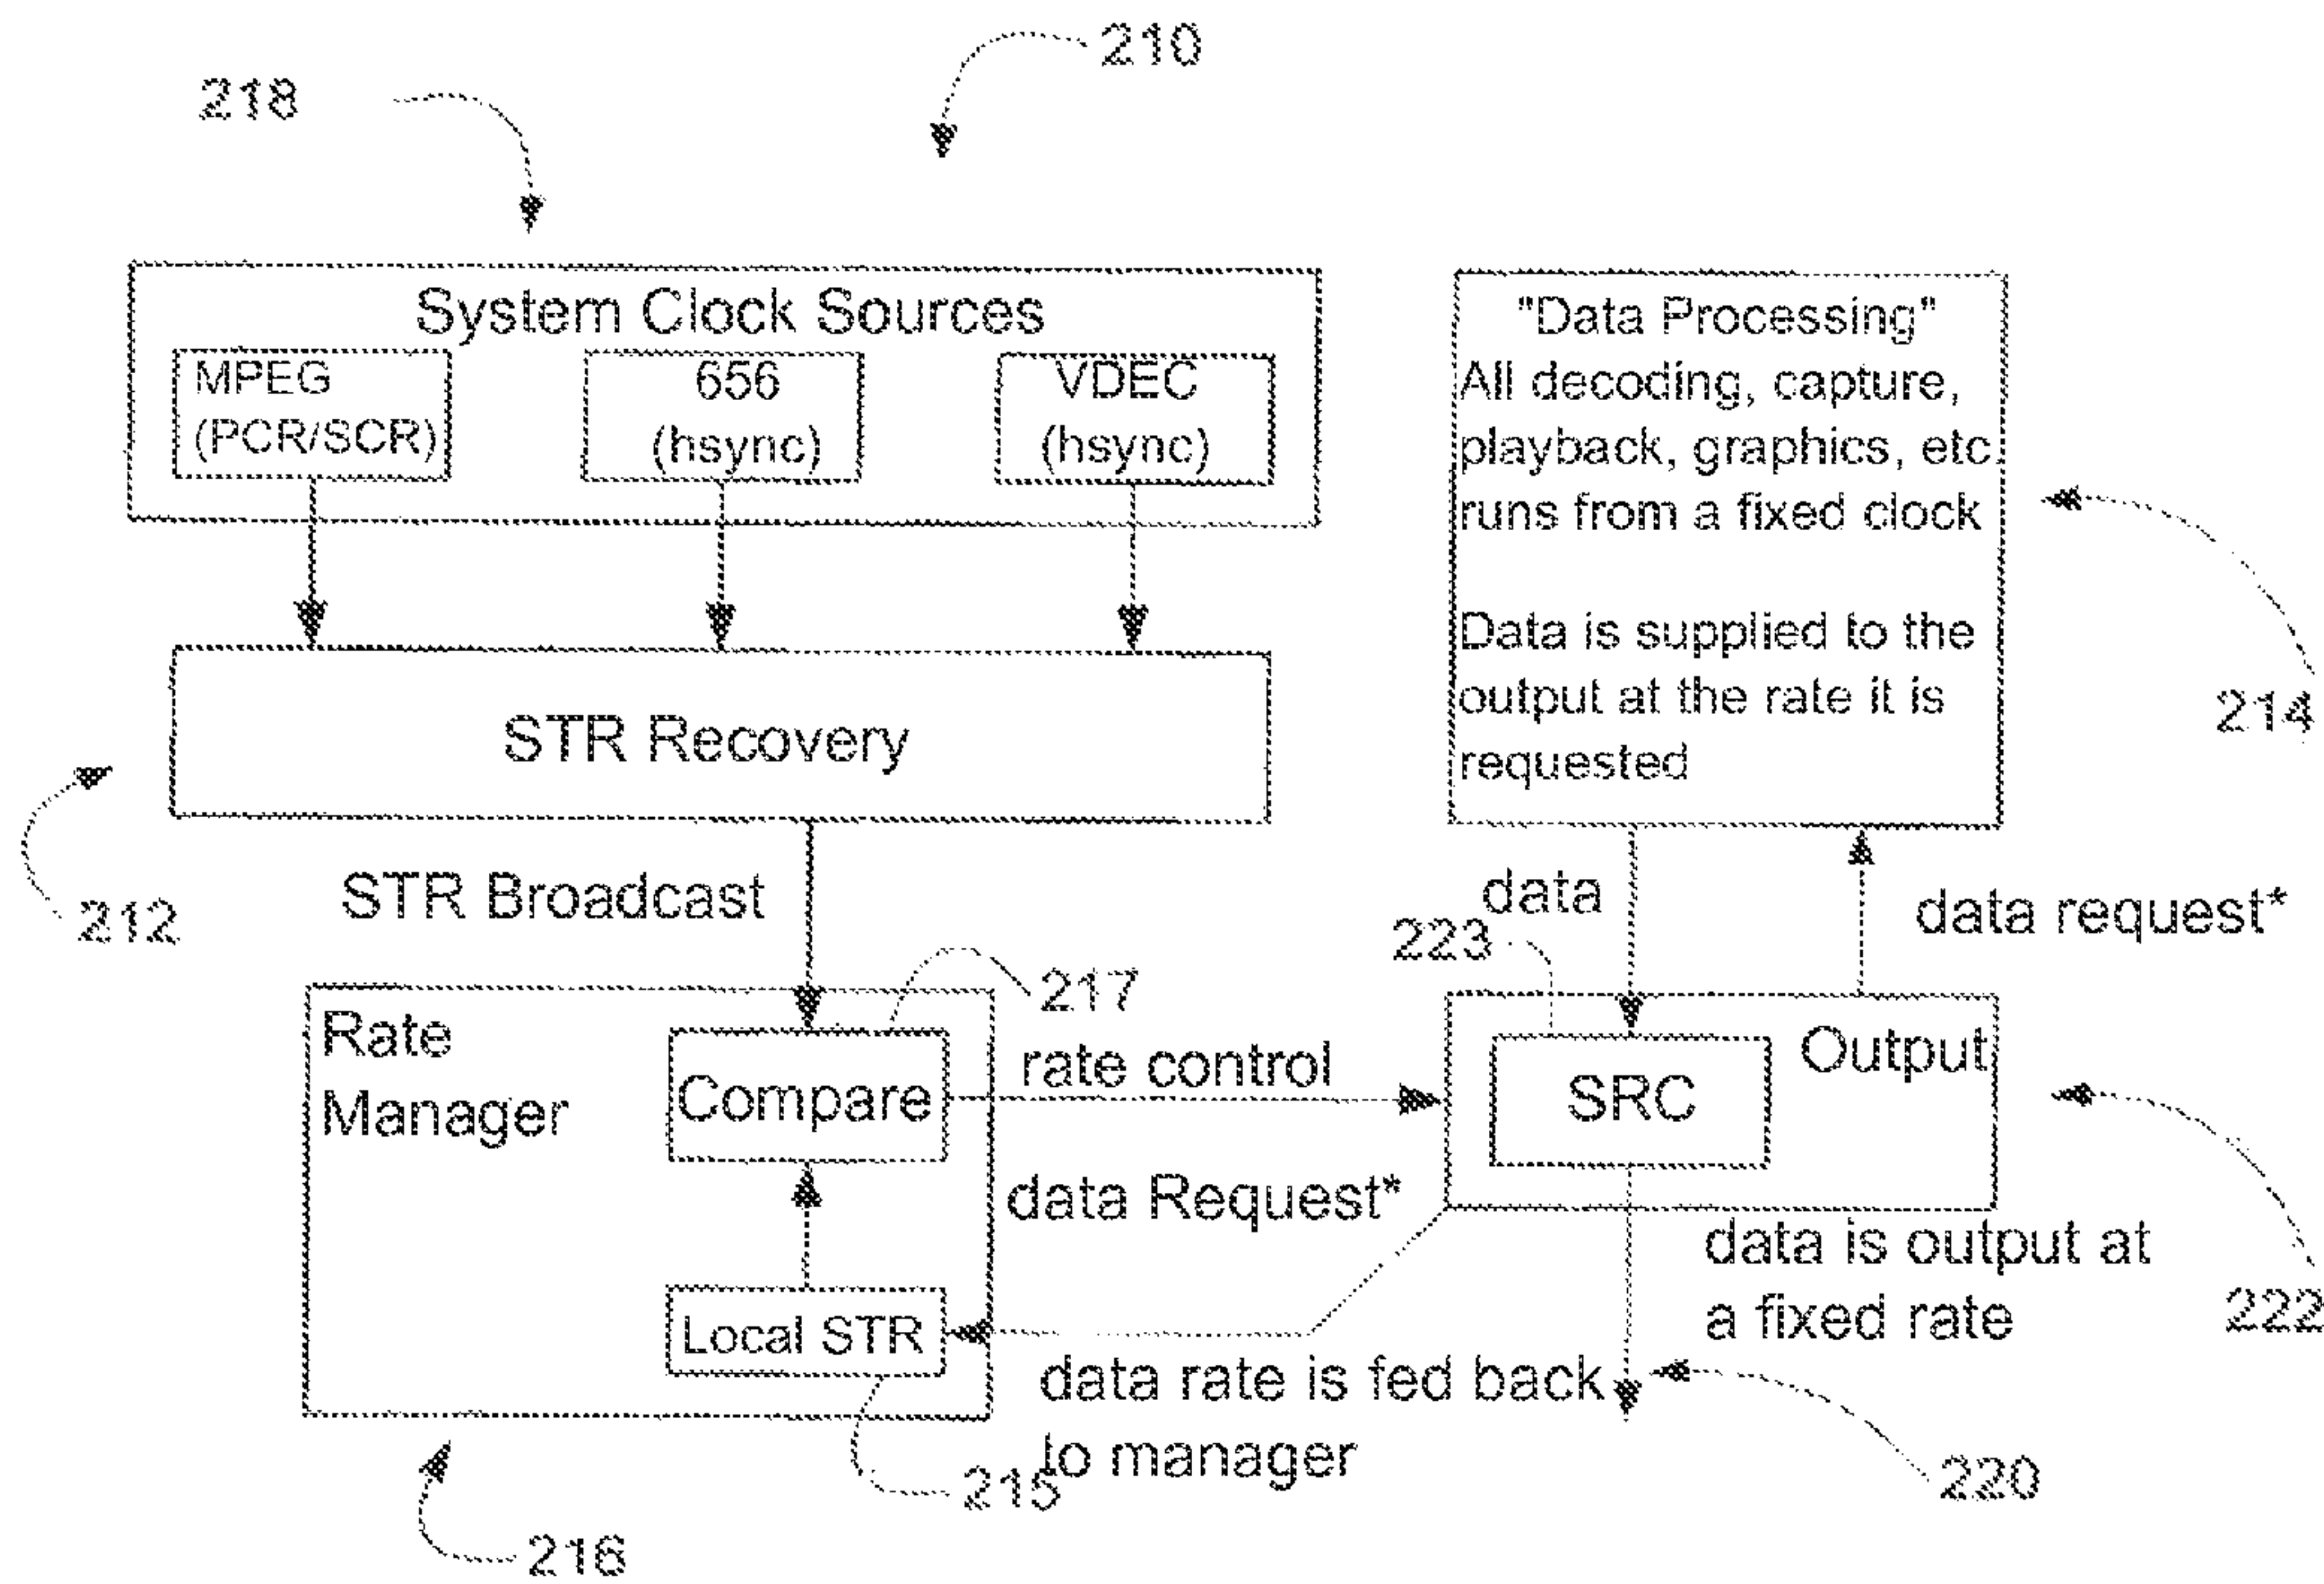 210
218
System Clock Sources
MPEG
(PCR/SCR)
656
(hsync)
VDEC
(hsync)
"Data Processing"
All decoding, capture,
playback, graphics, etc.
runs from a fixed clock
Data is supplied to the
output at the rate it is
requested
214
STR Recovery
212
STR Broadcast
data
data request*
223
217
Rate
Manager
Compare
rate control
SRC
Output
data Request*
Local STR
data is output at
a fixed rate
222
data rate is fed back
to manager
215
220
216